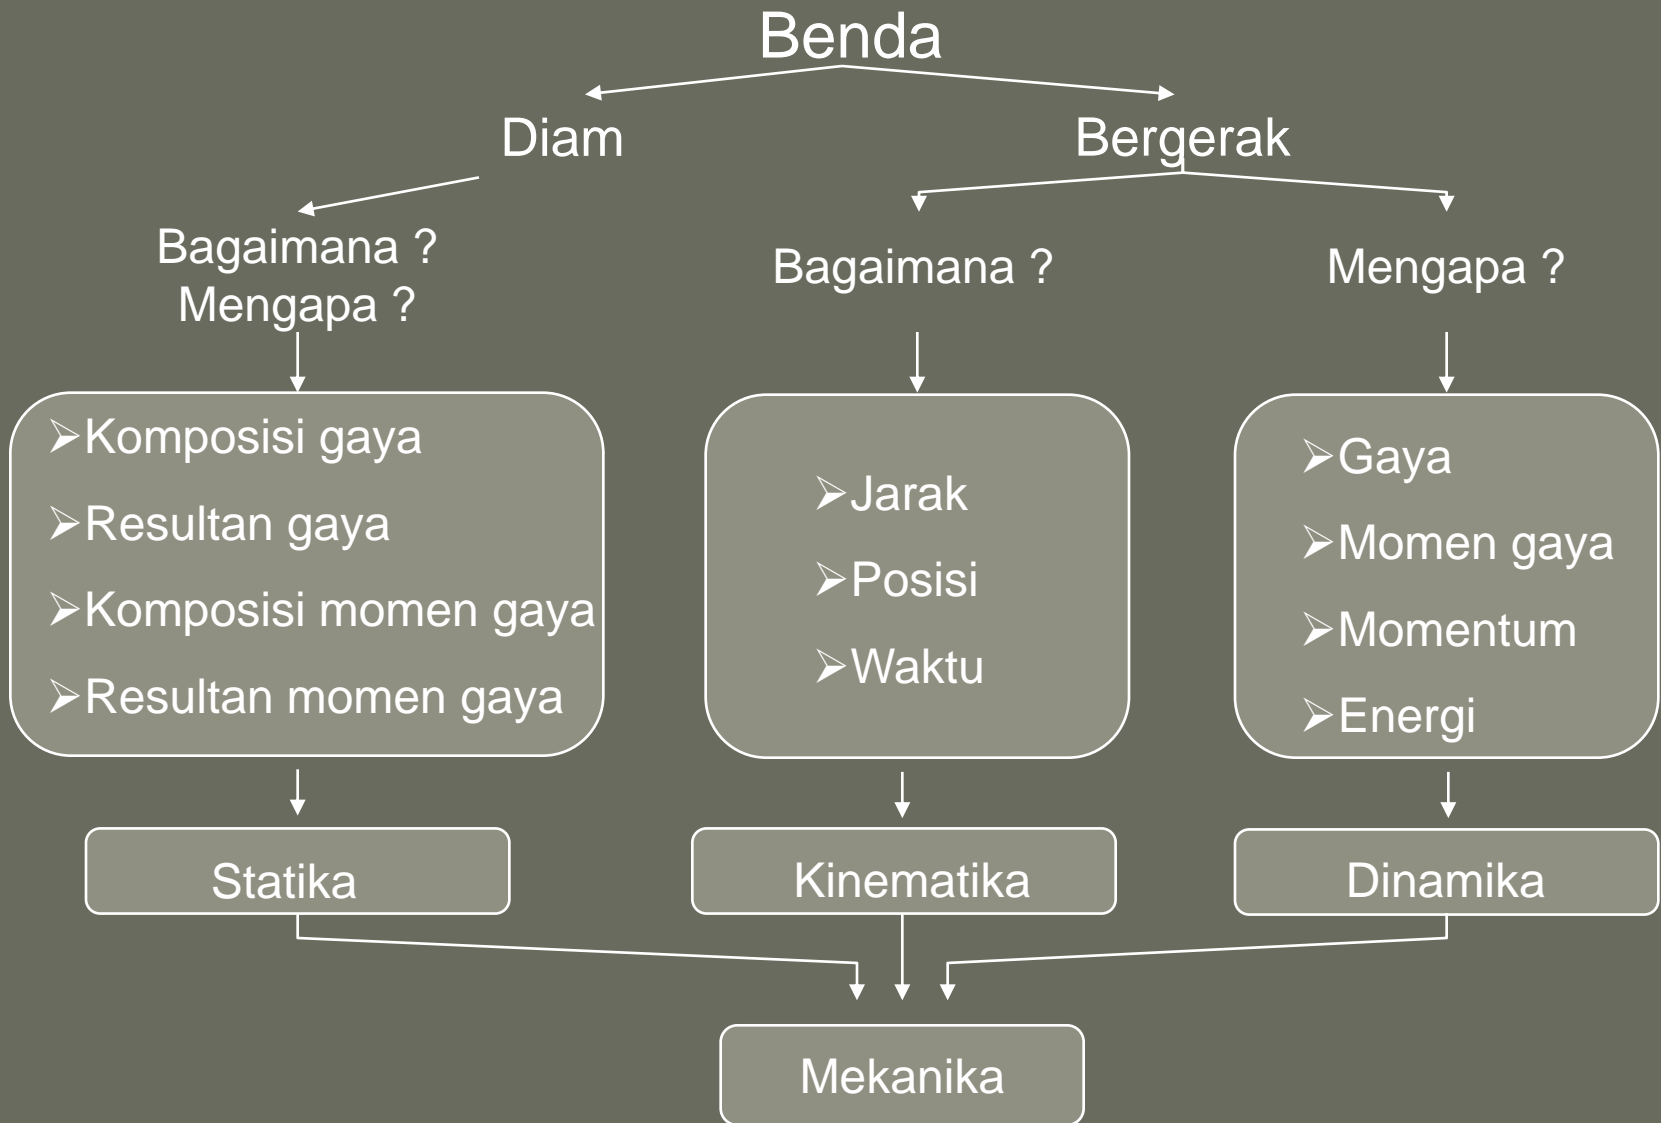 Benda
Diam
Bergerak
Bagaimana ?
Mengapa ?
Bagaimana ?
Mengapa ?
➢Komposisi gaya
➢Resultan gaya
➢Komposisi momen gaya
➢Resultan momen gaya
➢Jarak
➢Posisi
➢Waktu
➢Gaya
➢Momen gaya
➢Momentum
➢Energi
Statika
Kinematika
Dinamika
Mekanika